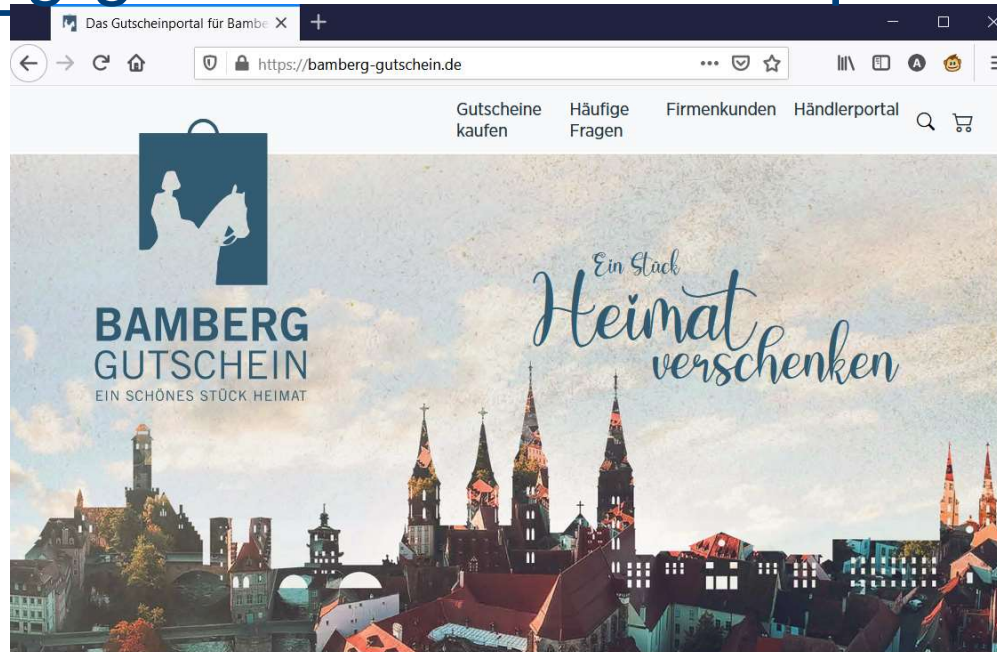 Das Gutscheinportal für Bambe
https://bamberg-gutschein.de
Gutscheine kaufen
Häufige Fragen
Firmenkunden
Händlerportal
BAMBERG
GUTSCHEIN
EIN SCHÖNES STÜCK HEIMAT
Ein Stück
Heimat
verschenken